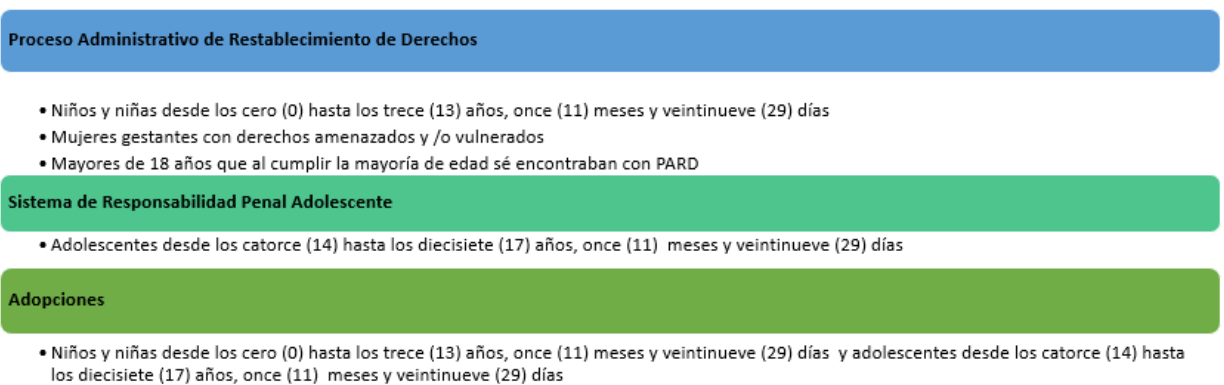 Proceso Administrativo de Restablecimiento de Derechos
• Niños y niñas desde los cero (0) hasta los trece (13) años, once (11) meses y veintinueve (29) días
• Mujeres gestantes con derechos amenazados y /o vulnerados
• Mayores de 18 años que al cumplir la mayoría de edad sé encontraban con PARD
Sistema de Responsabilidad Penal Adolescente
• Adolescentes desde los catorce (14) hasta los diecisiete (17) años, once (11)  meses y veintinueve (29) días
Adopciones
• Niños y niñas desde los cero (0) hasta los trece (13) años, once (11) meses y veintinueve (29) días  y adolescentes desde los catorce (14) hasta
los diecisiete (17) años, once (11)  meses y veintinueve (29) días